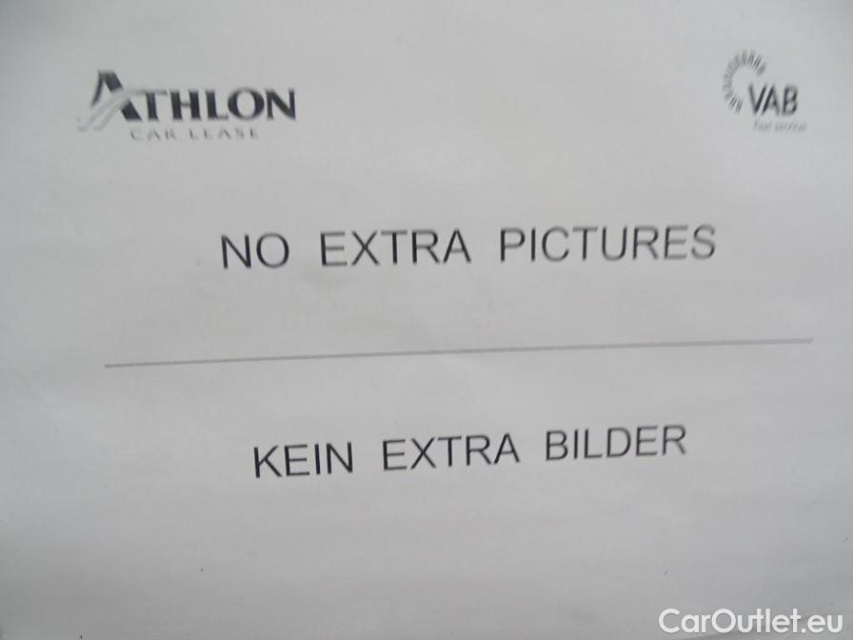 ATHLON
CAR LEASE
VAB
NO EXTRA PICTURES
KEIN EXTRA BILDER
CarOutlet.eu